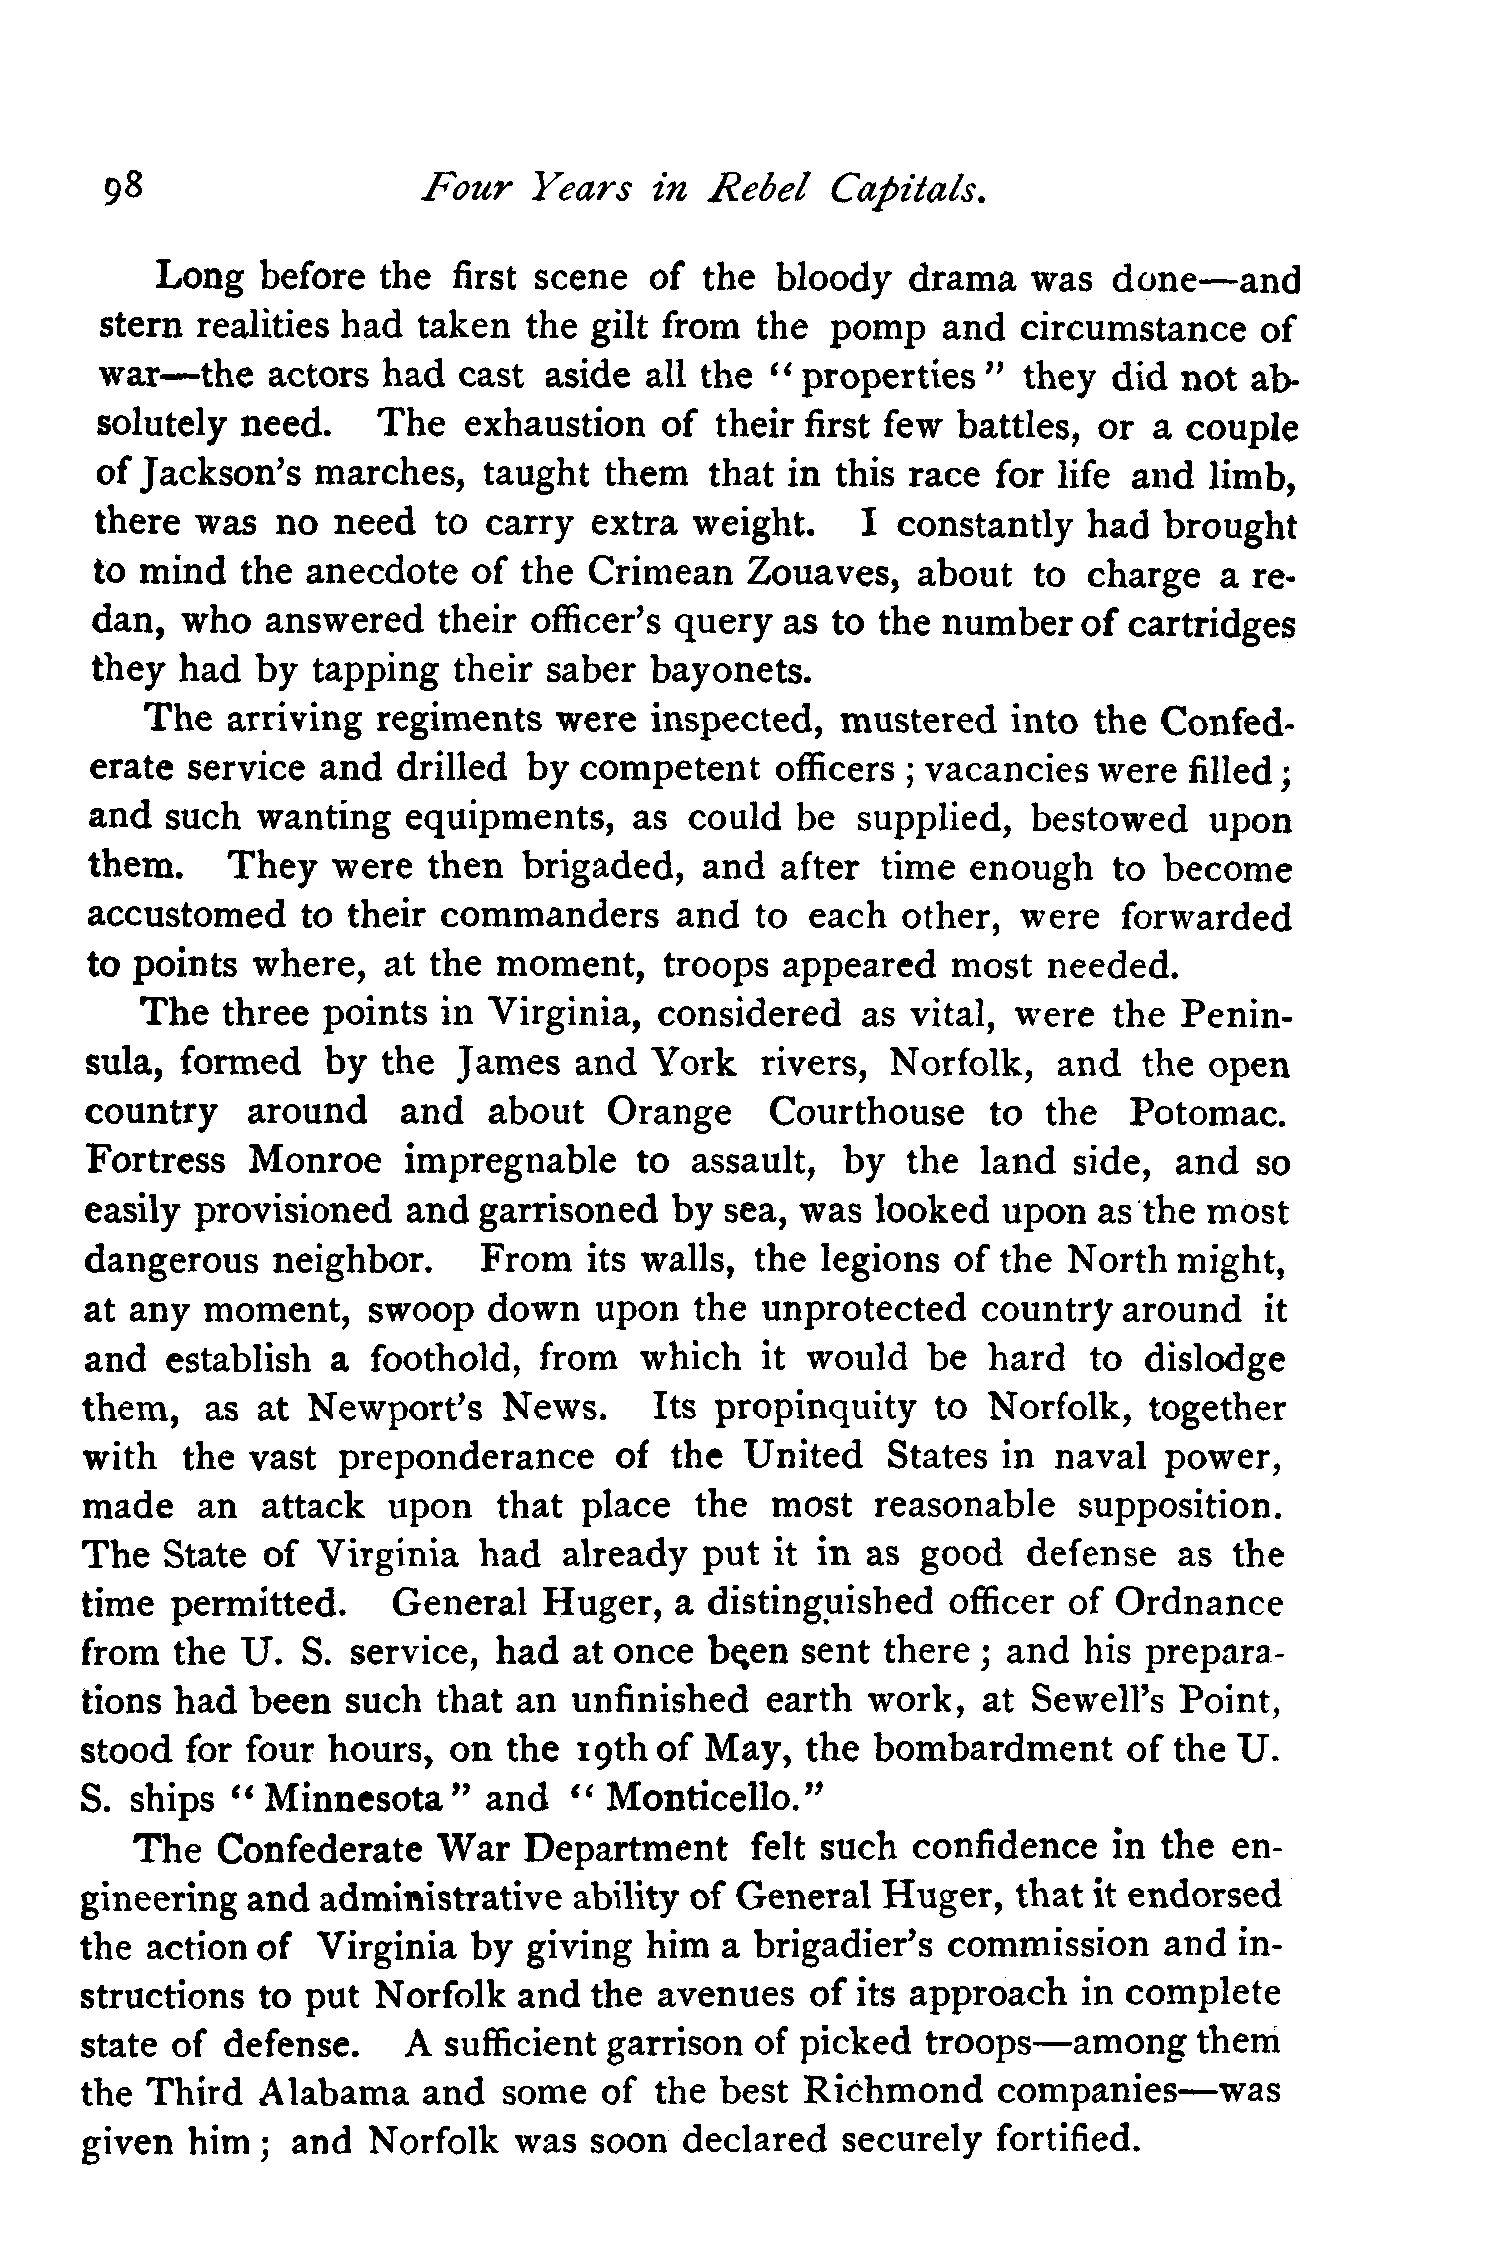 98 Four Years in Rebel Capitals.
Long before the first scene of the bloody drama was done—and
stern realities had taken the gilt from the pomp and circumstance of
war—the actors had cast aside all the "properties" they did not ab-
solutely need. The exhaustion of their first few battles, or a couple
of Jackson's marches, taught them that in this race for life and limb,
there was no need to carry extra weight. I constantly had brought
to mind the anecdote of the Crimean Zouaves, about to charge a re-
dan, who answered their officer's query as to the number of cartridges
they had by tapping their saber bayonets.
The arriving regiments were inspected, mustered into the Confed-
erate service and drilled by competent officers ; vacancies were filled ;
and such wanting equipments, as could be supplied, bestowed upon
them. They were then brigaded, and after time enough to become
accustomed to their commanders and to each other, were forwarded
to points where, at the moment, troops appeared most needed.
The three points in Virginia, considered as vital, were the Penin-
sula, formed by the James and York rivers, Norfolk, and the open
country around and about Orange Courthouse to the Potomac.
Fortress Monroe impregnable to assault, by the land side, and so
easily provisioned and garrisoned by sea, was looked upon as the most
dangerous neighbor. From its walls, the legions of the North might,
at any moment, swoop down upon the unprotected country around it
and establish a foothold, from which it would be hard to dislodge
them, as at Newport's News. Its propinquity to Norfolk, together
with the vast preponderance of the United States in naval power,
made an attack upon that place the most reasonable supposition.
The State of Virginia had already put it in as good defense as the
time permitted. General Huger, a distinguished officer of Ordnance
from the U. S. service, had at once been sent there ; and his prepara-
tions had been such that an unfinished earth work, at Sewell's Point,
stood for four hours, on the 19th of May, the bombardment of the U.
S. ships "Minnesota" and "Monticello."
The Confederate War Department felt such confidence in the en-
gineering and administrative ability of General Huger, that it endorsed
the action of Virginia by giving him a brigadier's commission and in-
structions to put Norfolk and the avenues of its approach in complete
state of defense. A sufficient garrison of picked troops—among them
the Third Alabama and some of the best Richmond companies—was
given him ; and Norfolk was soon declared securely fortified.